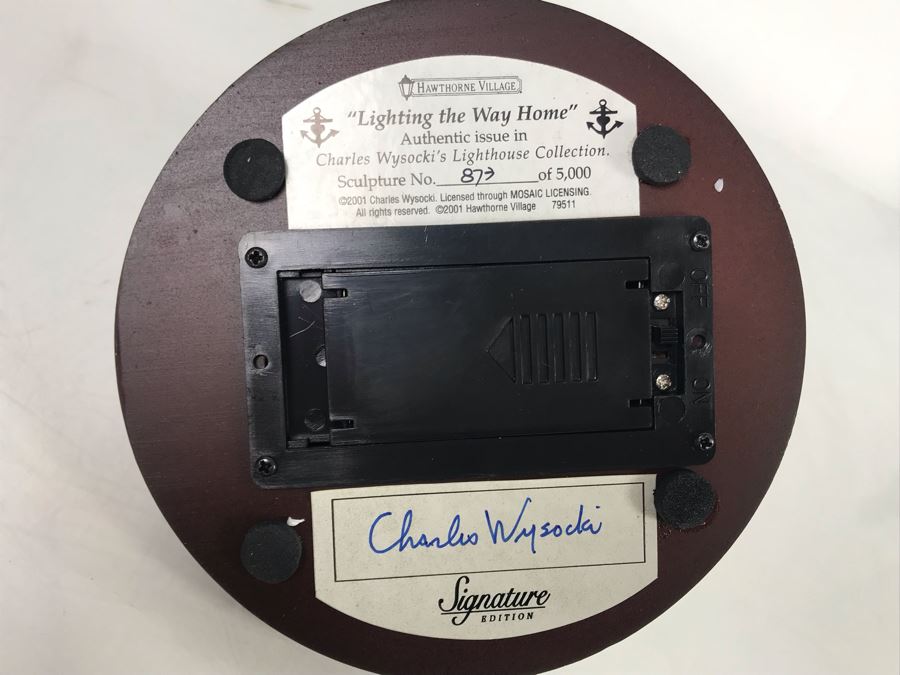 HAWTHORNE VILLAGE
"Lighting the Way Home"
Authentic issue in
Charles Wysocki's Lighthouse Collection.
Sculpture No. 877 of 5,000
©2001 Charles Wysocki. Licensed through MOSAIC LICENSING.
All rights reserved. ©2001 Hawthorne Village 79511
OFF
ON
Charles Wysocki
Signature
EDITION